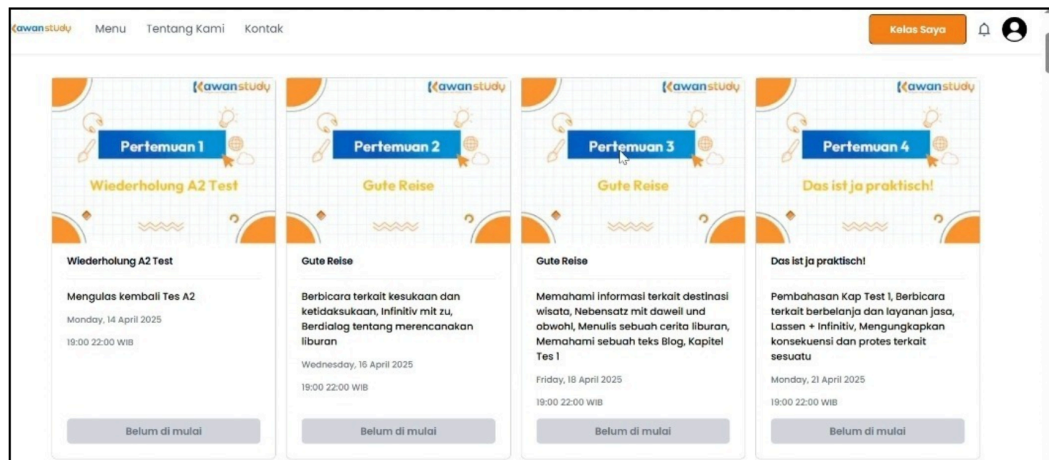 Kawanstudy Menu Tentang Kami Kontak Kelas Saya
Kawanstudy
Pertemuan 1
Wiederholung A2 Test
Wiederholung A2 Test
Mengulas kembali Tes A2
Monday, 14 April 2025
19:00 22:00 WIB
Belum di mulai
Kawanstudy
Pertemuan 2
Gute Reise
Gute Reise
Berbicara terkait kesukaan dan
ketidaksukaan, Infinitiv mit zu,
Berdialog tentang merencanakan
liburan
Wednesday, 16 April 2025
19:00 22:00 WIB
Belum di mulai
Kawanstudy
Pertemuan 3
Gute Reise
Gute Reise
Memahami informasi terkait destinasi
wisata, Nebensatz mit daweil und
obwohl, Menulis sebuah cerita liburan,
Memahami sebuah teks Blog, Kapitel
Tes 1
Friday, 18 April 2025
19:00 22:00 WIB
Belum di mulai
Kawanstudy
Pertemuan 4
Das ist ja praktisch!
Das ist ja praktisch!
Pembahasan Kap Test 1, Berbicara
terkait berbelanja dan layanan jasa,
Lassen + Infinitiv, Mengungkapkan
konsekuensi dan protes terkait
sesuatu
Monday, 21 April 2025
19:00 22:00 WIB
Belum di mulai